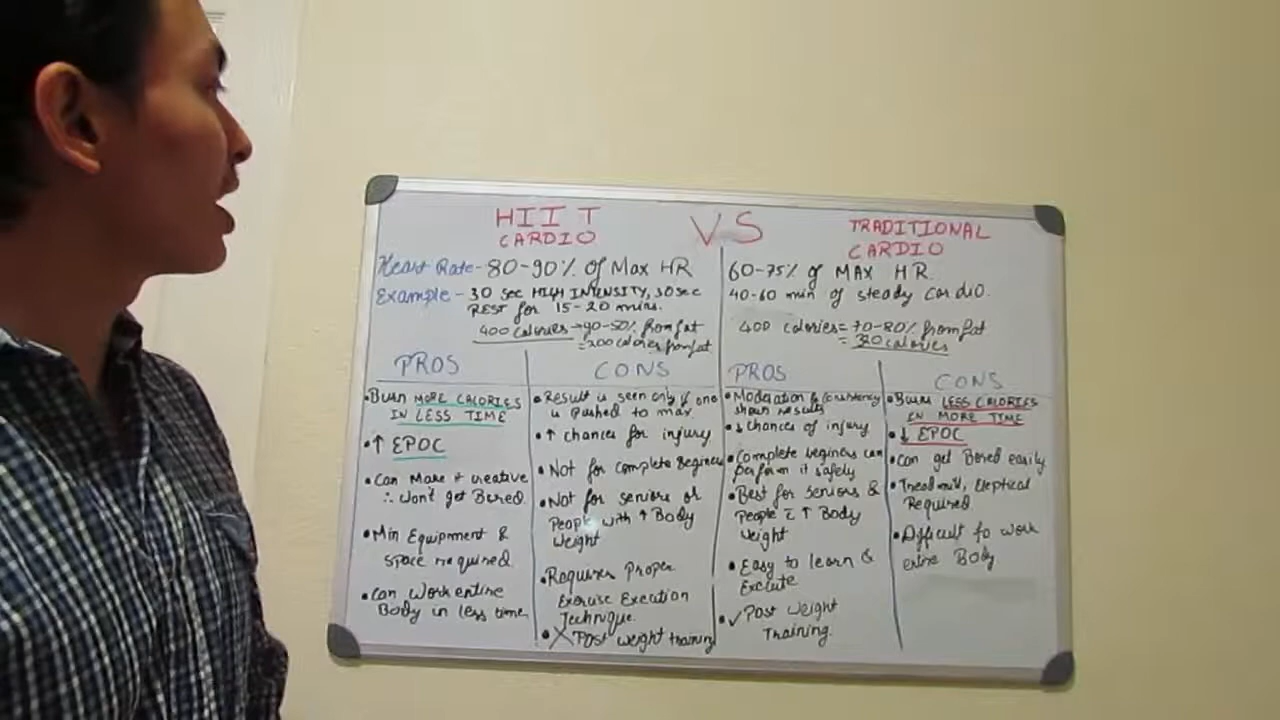 HIIT
CARDIO
VS
TRADITIONAL
CARDIO
Heart Rate - 80-90% of Max HR
Example - 30 sec HIGH INTENSITY, 30 sec
REST for 15-20 mins.
400 calories → 40-50% from fat
= 200 calories from fat
60-75% of MAX HR.
40-60 min of steady cardio.
400 calories = 70-80% from fat
= 320 calories
PROS
• Burn MORE CALORIES
IN LESS TIME
• ↑ EPOC
• Can Make it creative
∴ Won't get Bored
• Min Equipment &
space required
• Can Work entire
Body in less time
CONS
• Result is seen only if one
is pushed to max
• ↑ chances for injury
• Not for complete Beginers
• Not for seniors or
People with ↑ Body
Weight
• Requires Proper
Exercise Execution
Technique.
• X Post weight training
PROS
• Moderation & consistency
shown results
• ↓ chances of injury
• Complete beginers can
perform it safely
• Best for seniors &
People c̄ ↑ Body
Weight
• Easy to learn &
Execute
• ✓ Post Weight
Training.
CONS
• Burn LESS CALORIES
IN MORE TIME
• ↓ EPOC
• Can get Bored easily
• Treadmill, Eleptical
Required
• Difficult to work
entire Body